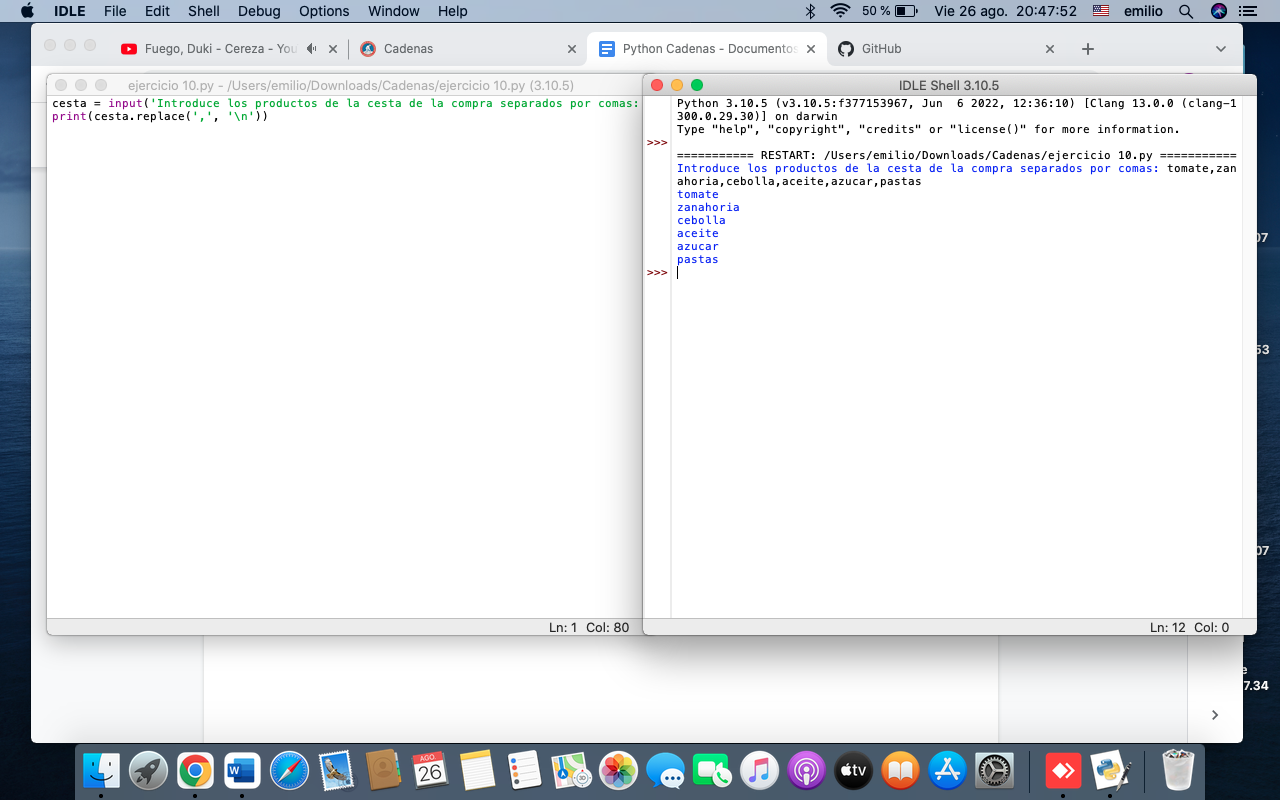 IDLE File Edit Shell Debug Options Window Help 50 % Vie 26 ago. 20:47:52 emilio
Fuego, Duki - Cereza - You Cadenas Python Cadenas - Documentos GitHub
ejercicio 10.py - /Users/emilio/Downloads/Cadenas/ejercicio 10.py (3.10.5)
cesta = input('Introduce los productos de la cesta de la compra separados por comas:
print(cesta.replace(',', '\n'))
Ln: 1 Col: 80
IDLE Shell 3.10.5
Python 3.10.5 (v3.10.5:f377153967, Jun 6 2022, 12:36:10) [Clang 13.0.0 (clang-1
300.0.29.30)] on darwin
Type "help", "copyright", "credits" or "license()" for more information.
>>>
=========== RESTART: /Users/emilio/Downloads/Cadenas/ejercicio 10.py ===========
Introduce los productos de la cesta de la compra separados por comas: tomate,zan
ahoria,cebolla,aceite,azucar,pastas
tomate
zanahoria
cebolla
aceite
azucar
pastas
>>>
Ln: 12 Col: 0
07
53
07
e
7.34
AGO
26
W
3D
tv